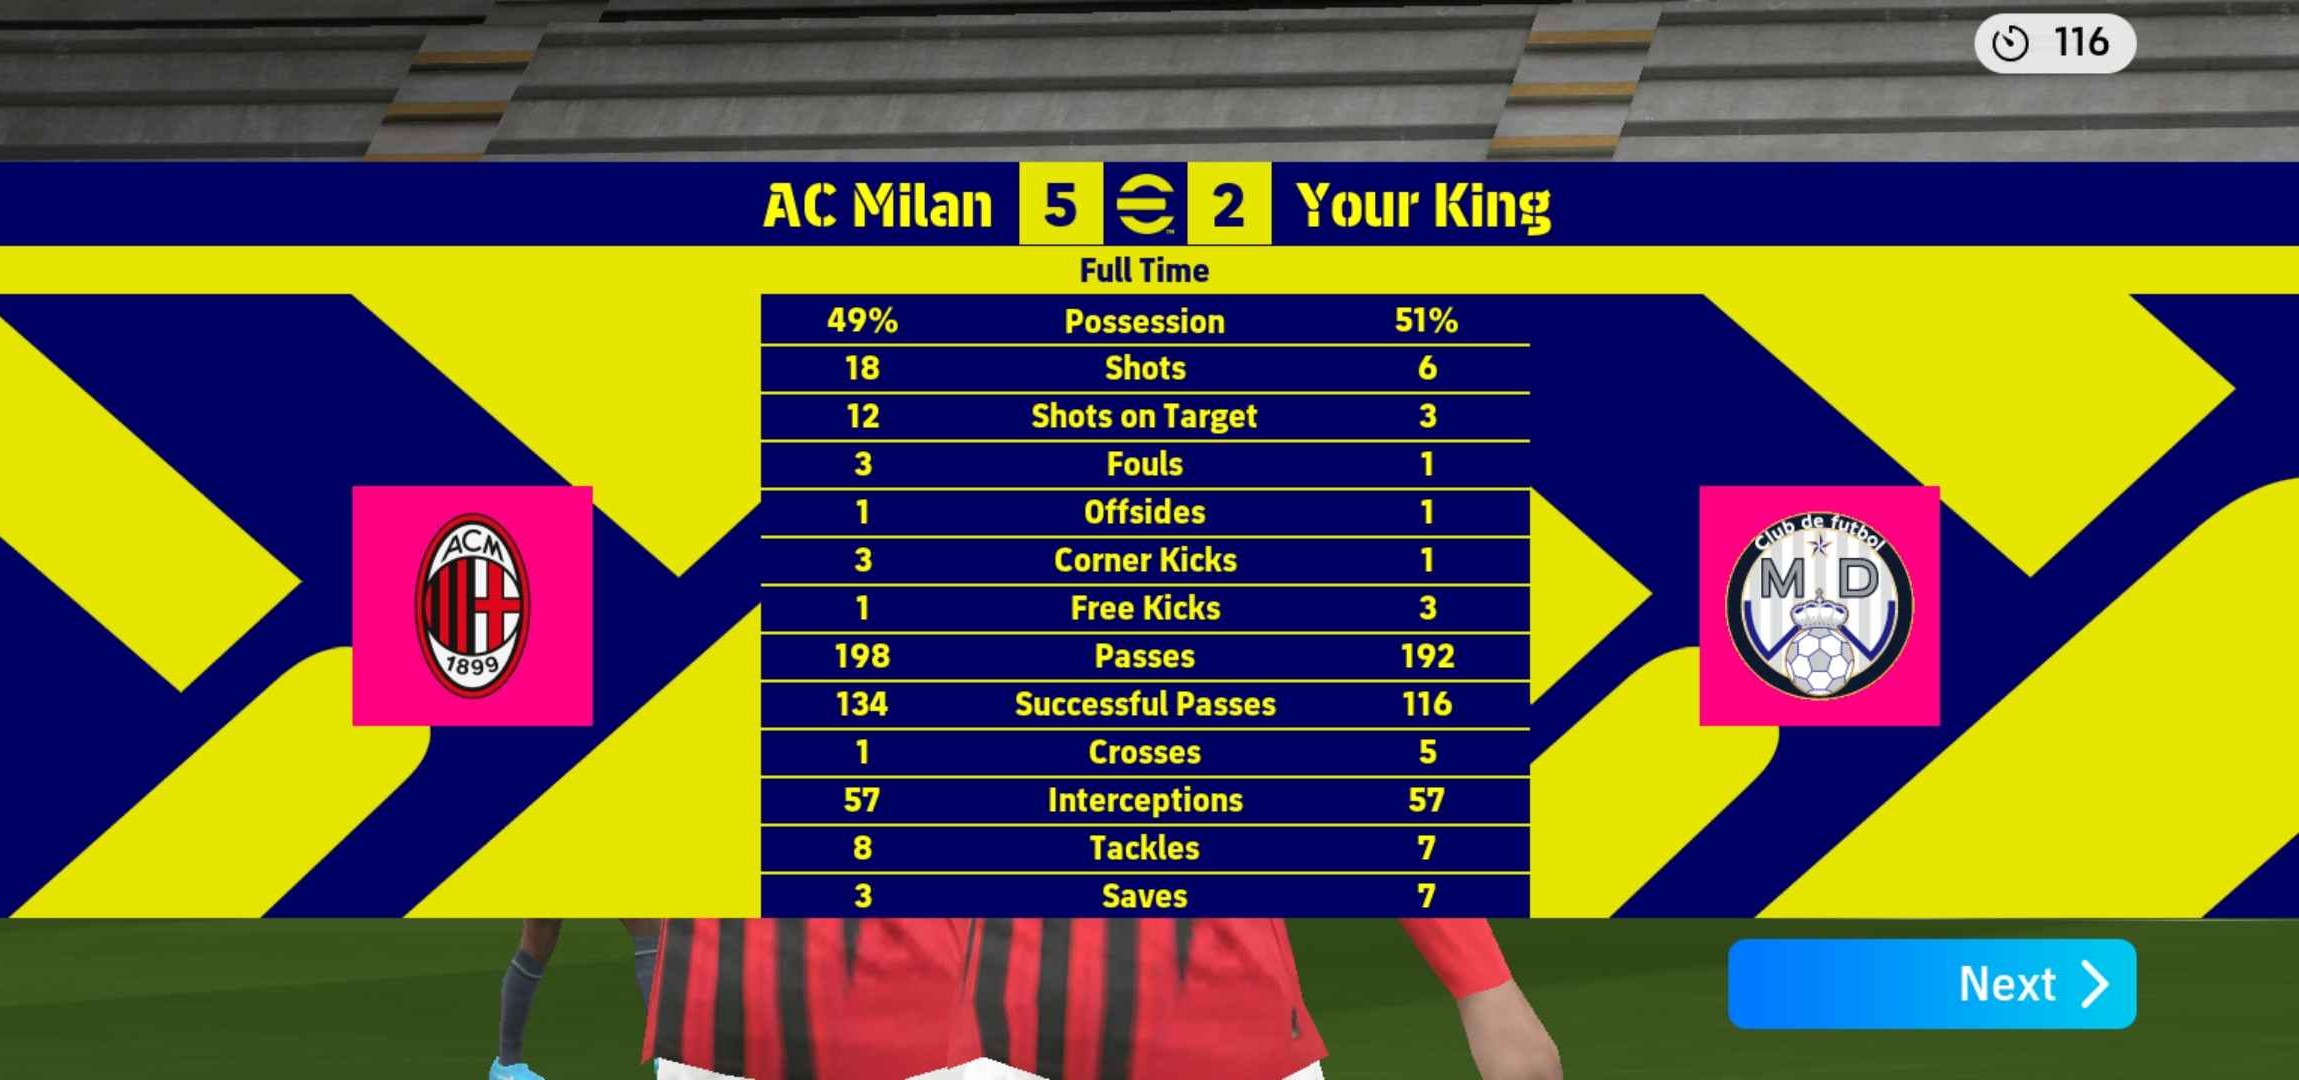 116
AC Milan 5 2 Your King
Full Time
49% Possession 51%
18 Shots 6
12 Shots on Target 3
3 Fouls 1
1 Offsides 1
3 Corner Kicks 1
1 Free Kicks 3
198 Passes 192
134 Successful Passes 116
1 Crosses 5
57 Interceptions 57
8 Tackles 7
3 Saves 7
ACM
1899
Club de futbol
M D
Next